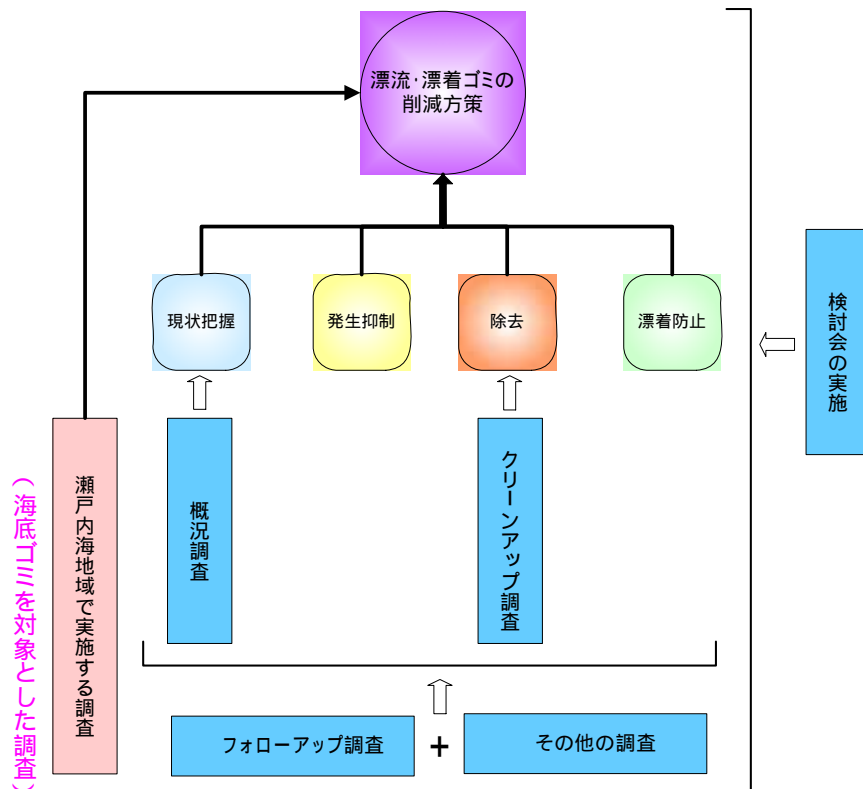 漂流・漂着ゴミの
削減方策
現状把握
発生抑制
除去
漂着防止
検討会の実施
概況調査
クリーンアップ調査
瀬戸内海地域で実施する調査
（海底ゴミを対象とした調査）
フォローアップ調査
+
その他の調査